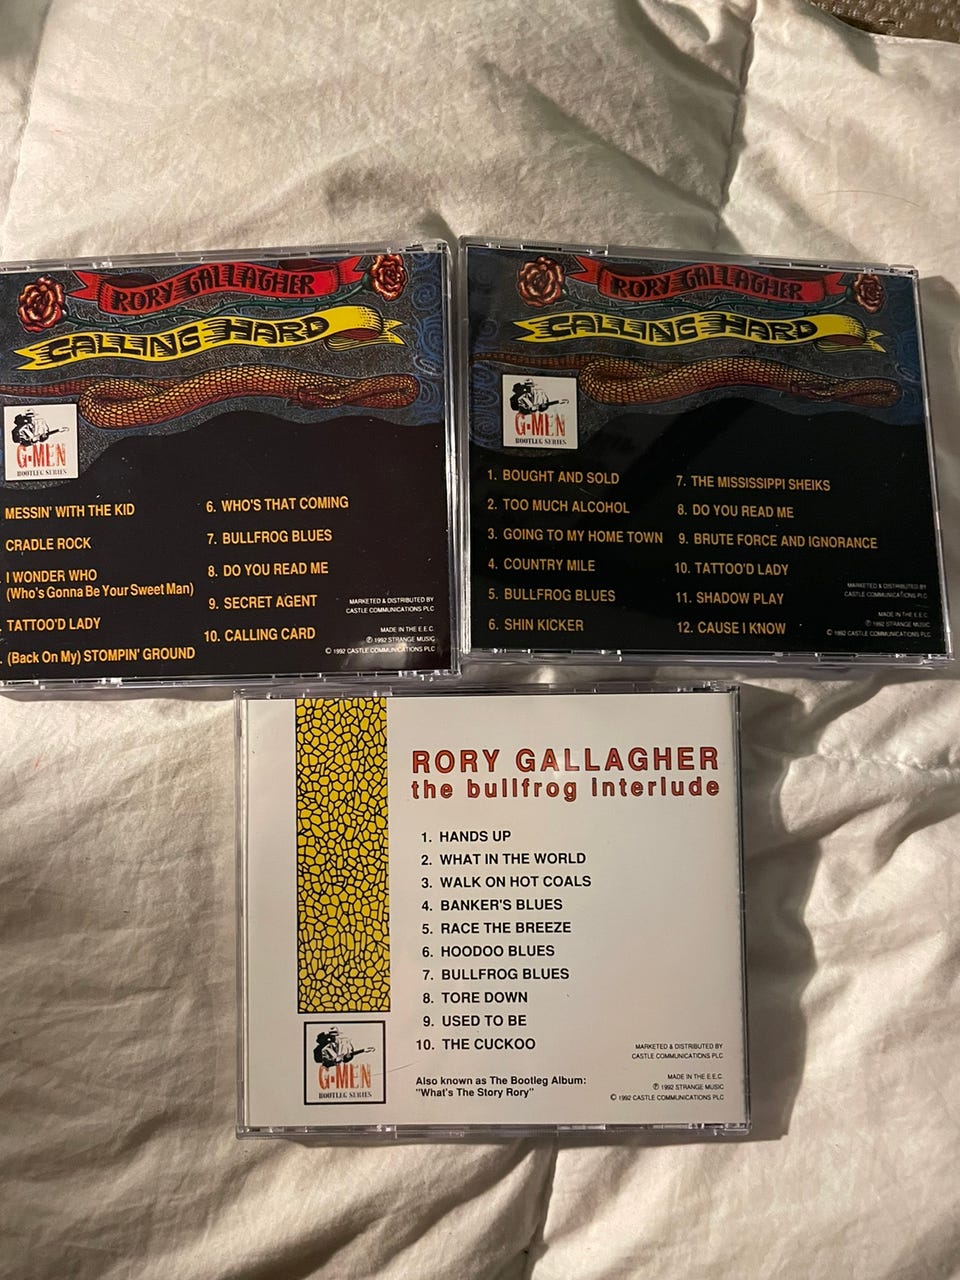 RORY GALLAGHER
CALLING HARD
G-MEN
BOOTLEG SERIES
MESSIN' WITH THE KID
CRADLE ROCK
I WONDER WHO
(Who's Gonna Be Your Sweet Man)
TATTOO'D LADY
(Back On My) STOMPIN' GROUND
6. WHO'S THAT COMING
7. BULLFROG BLUES
8. DO YOU READ ME
9. SECRET AGENT
10. CALLING CARD
MARKETED & DISTRIBUTED BY
CASTLE COMMUNICATIONS PLC
MADE IN THE E.E.C.
℗ 1992 STRANGE MUSIC
© 1992 CASTLE COMMUNICATIONS PLC
RORY GALLAGHER
CALLING HARD
G-MEN
BOOTLEG SERIES
1. BOUGHT AND SOLD
2. TOO MUCH ALCOHOL
3. GOING TO MY HOME TOWN
4. COUNTRY MILE
5. BULLFROG BLUES
6. SHIN KICKER
7. THE MISSISSIPPI SHEIKS
8. DO YOU READ ME
9. BRUTE FORCE AND IGNORANCE
10. TATTOO'D LADY
11. SHADOW PLAY
12. CAUSE I KNOW
MARKETED & DISTRIBUTED BY
CASTLE COMMUNICATIONS PLC
MADE IN THE E.E.C.
℗ 1992 STRANGE MUSIC
© 1992 CASTLE COMMUNICATIONS PLC
RORY GALLAGHER
the bullfrog interlude
1. HANDS UP
2. WHAT IN THE WORLD
3. WALK ON HOT COALS
4. BANKER'S BLUES
5. RACE THE BREEZE
6. HOODOO BLUES
7. BULLFROG BLUES
8. TORE DOWN
9. USED TO BE
10. THE CUCKOO
G-MEN
BOOTLEG SERIES
Also known as The Bootleg Album:
"What's The Story Rory"
MARKETED & DISTRIBUTED BY
CASTLE COMMUNICATIONS PLC
MADE IN THE E.E.C.
℗ 1992 STRANGE MUSIC
© 1992 CASTLE COMMUNICATIONS PLC